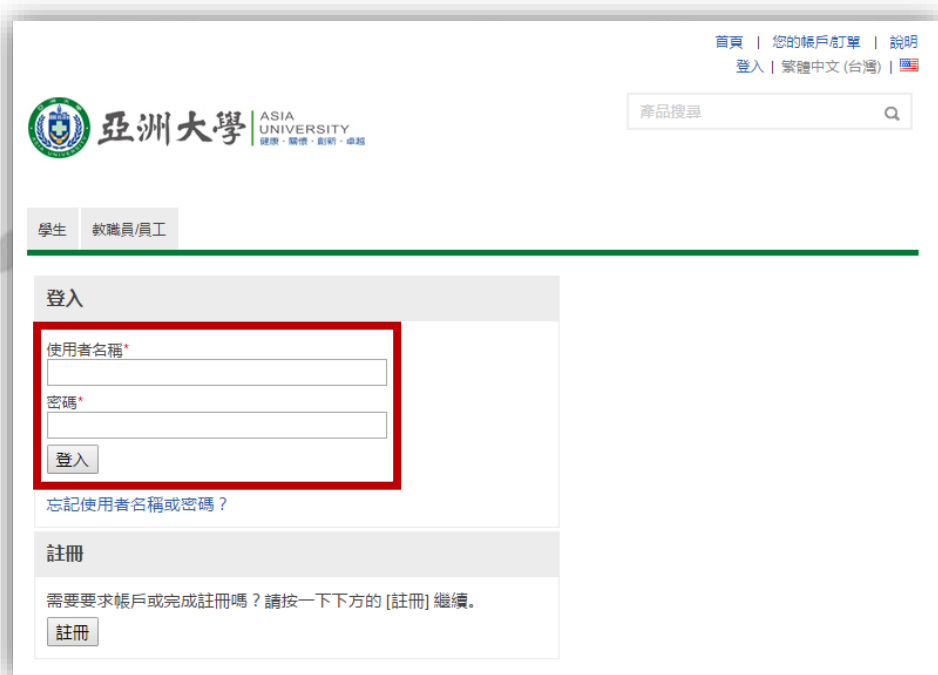 首頁 | 您的帳戶/訂單 | 說明
登入 | 繁體中文 (台灣) |
亞洲大學
ASIA
UNIVERSITY
健康・關懷・創新・卓越
產品搜尋
學生 教職員/員工
登入
使用者名稱*
密碼*
登入
忘記使用者名稱或密碼？
註冊
需要要求帳戶或完成註冊嗎？請按一下下方的 [註冊] 繼續。
註冊